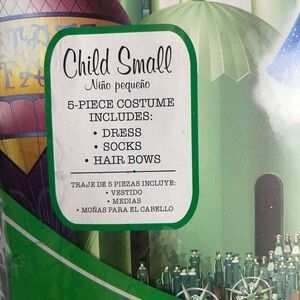 Child Small
Niño pequeño
5-PIECE COSTUME
INCLUDES:
• DRESS
• SOCKS
• HAIR BOWS
TRAJE DE 5 PIEZAS INCLUYE:
• VESTIDO
• MEDIAS
• MOÑAS PARA EL CABELLO